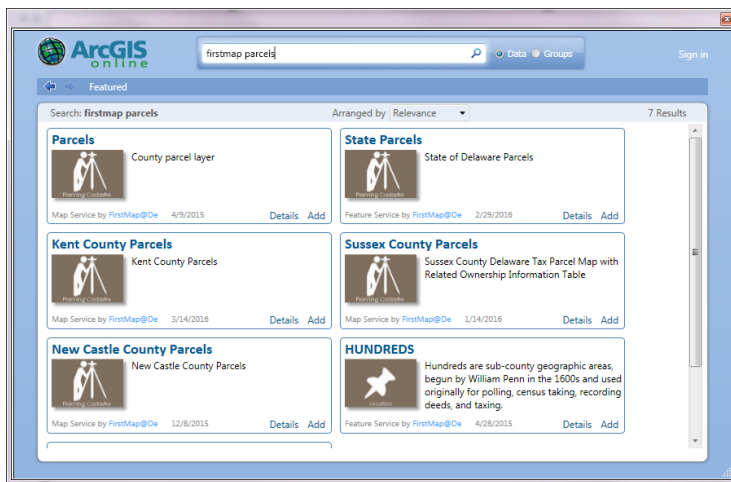 ArcGIS
online
firstmap parcels
Data
Groups
Sign in
Featured
Search: firstmap parcels
Arranged by Relevance
7 Results
Parcels
County parcel layer
Planning Cadastre
Map Service by FirstMap@De 4/9/2015
Details Add
State Parcels
State of Delaware Parcels
Planning Cadastre
Feature Service by FirstMap@De 2/29/2016
Details Add
Kent County Parcels
Kent County Parcels
Planning Cadastre
Map Service by FirstMap@De 3/14/2016
Details Add
Sussex County Parcels
Sussex County Delaware Tax Parcel Map with
Related Ownership Information Table
Planning Cadastre
Map Service by FirstMap@De 1/14/2016
Details Add
New Castle County Parcels
New Castle County Parcels
Planning Cadastre
Map Service by FirstMap@De 12/8/2015
Details Add
HUNDREDS
Hundreds are sub-county geographic areas,
begun by William Penn in the 1600s and used
originally for polling, census taking, recording
deeds, and taxing.
Location
Feature Service by FirstMap@De 4/28/2015
Details Add